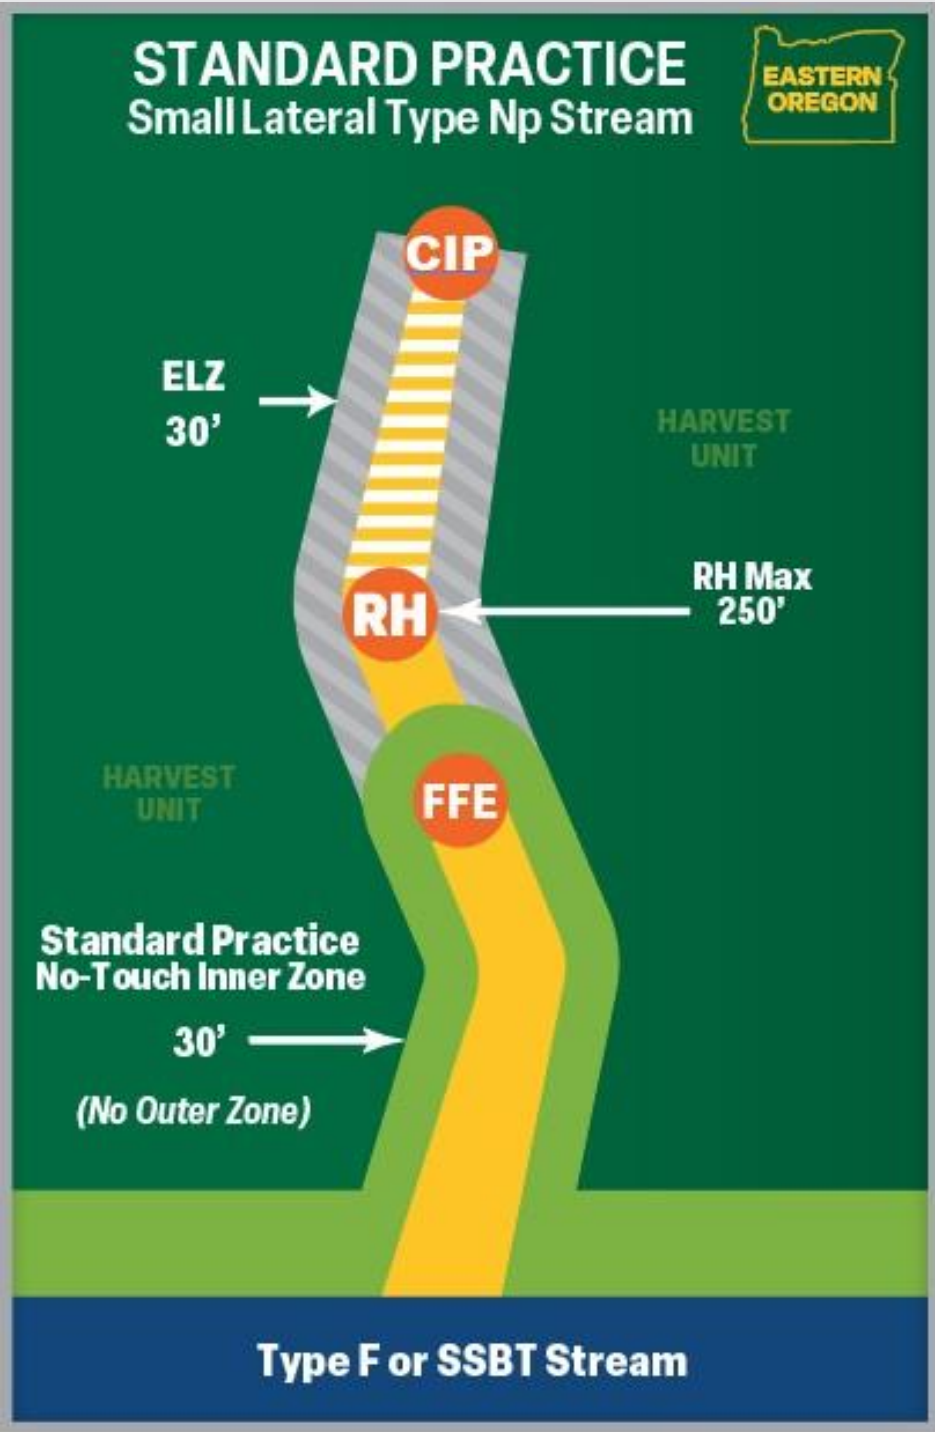 STANDARD PRACTICE
Small Lateral Type Np Stream
EASTERN
OREGON
CIP
ELZ
30’
HARVEST
UNIT
RH
RH Max
250’
HARVEST
UNIT
FFE
Standard Practice
No-Touch Inner Zone
30’
(No Outer Zone)
Type F or SSBT Stream